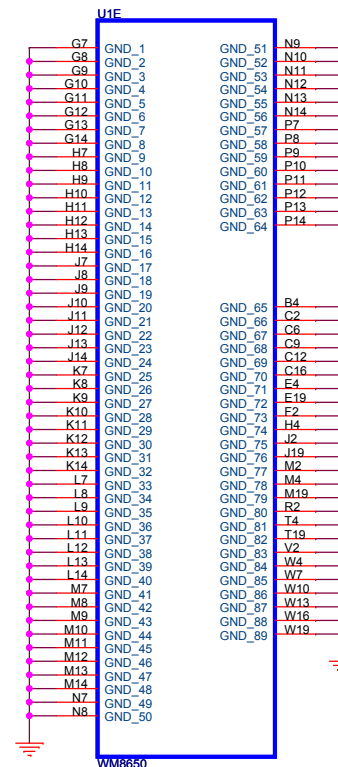 U1E
G7 GND_1 GND_51 N9
G8 GND_2 GND_52 N10
G9 GND_3 GND_53 N11
G10 GND_4 GND_54 N12
G11 GND_5 GND_55 N13
G12 GND_6 GND_56 N14
G13 GND_7 GND_57 P7
G14 GND_8 GND_58 P8
H7 GND_9 GND_59 P9
H8 GND_10 GND_60 P10
H9 GND_11 GND_61 P11
H10 GND_12 GND_62 P12
H11 GND_13 GND_63 P13
H12 GND_14 GND_64 P14
H13 GND_15
H14 GND_16
J7 GND_17
J8 GND_18
J9 GND_19
J10 GND_20 GND_65 B4
J11 GND_21 GND_66 C2
J12 GND_22 GND_67 C6
J13 GND_23 GND_68 C9
J14 GND_24 GND_69 C12
K7 GND_25 GND_70 C16
K8 GND_26 GND_71 E4
K9 GND_27 GND_72 E19
K10 GND_28 GND_73 F2
K11 GND_29 GND_74 H4
K12 GND_30 GND_75 J2
K13 GND_31 GND_76 J19
K14 GND_32 GND_77 M2
L7 GND_33 GND_78 M4
L8 GND_34 GND_79 M19
L9 GND_35 GND_80 R2
L10 GND_36 GND_81 T4
L11 GND_37 GND_82 T19
L12 GND_38 GND_83 V2
L13 GND_39 GND_84 W4
L14 GND_40 GND_85 W7
M7 GND_41 GND_86 W10
M8 GND_42 GND_87 W13
M9 GND_43 GND_88 W16
M10 GND_44 GND_89 W19
M11 GND_45
M12 GND_46
M13 GND_47
M14 GND_48
N7 GND_49
N8 GND_50
WM8650